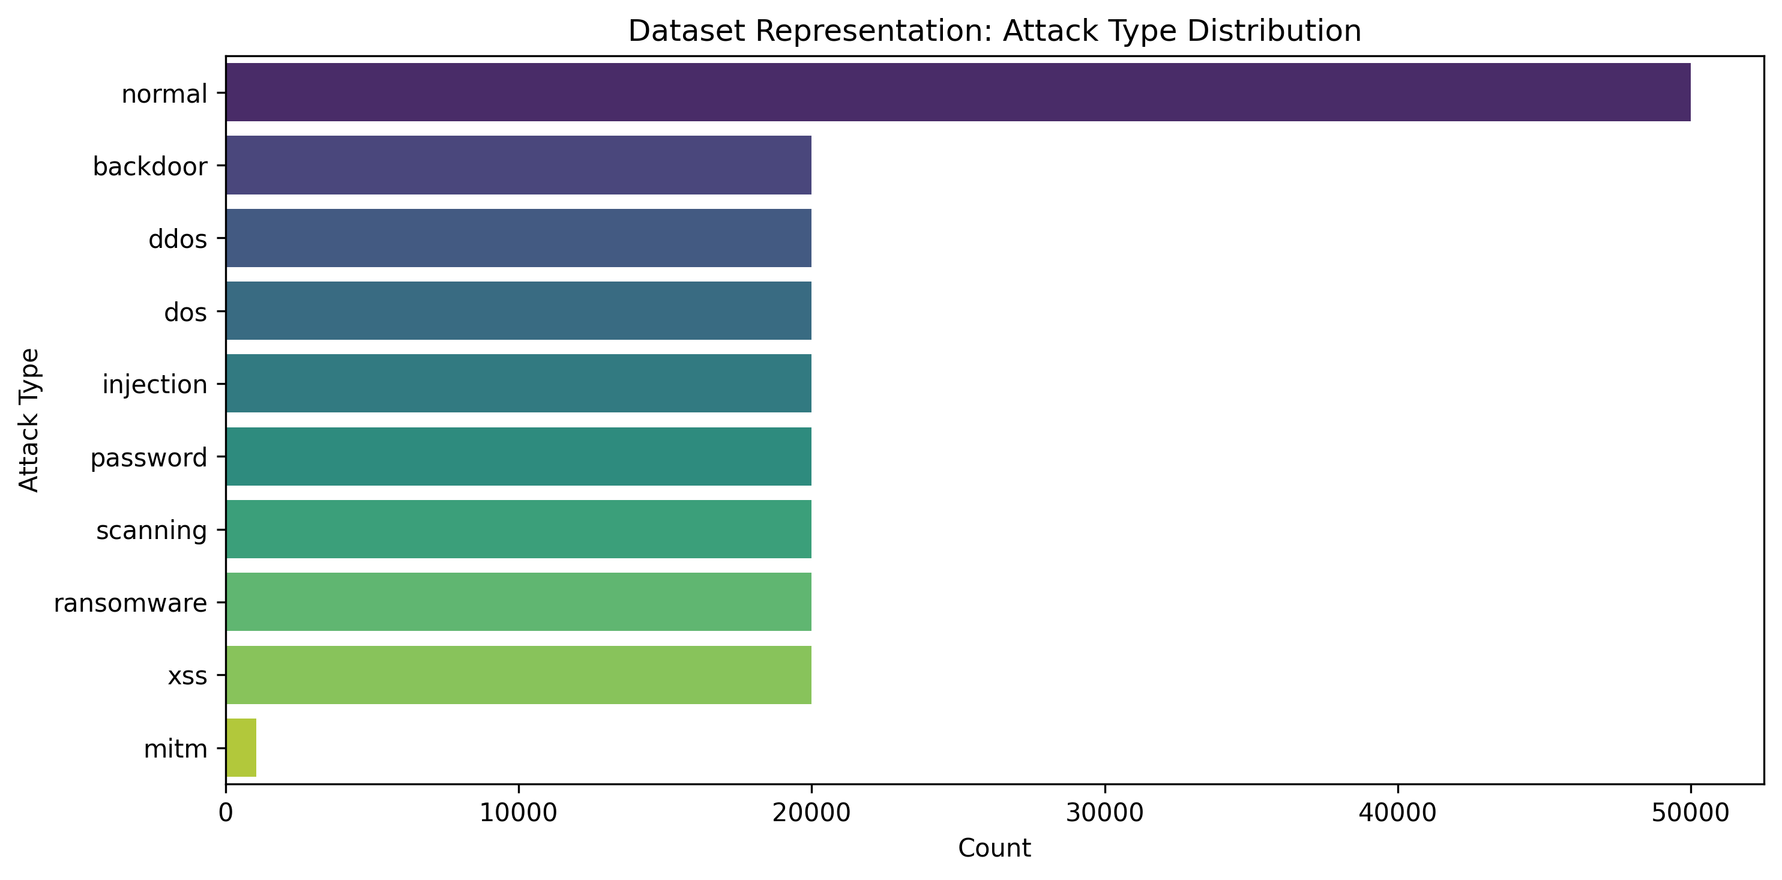 Dataset Representation: Attack Type Distribution
normal
backdoor
ddos
dos
injection
password
scanning
ransomware
xss
mitm
Attack Type
0 10000 20000 30000 40000 50000
Count